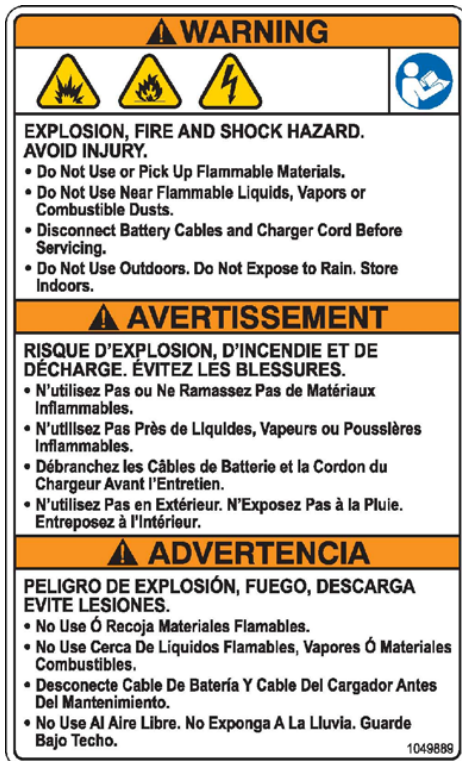 WARNING
EXPLOSION, FIRE AND SHOCK HAZARD.
AVOID INJURY.
• Do Not Use or Pick Up Flammable Materials.
• Do Not Use Near Flammable Liquids, Vapors or
Combustible Dusts.
• Disconnect Battery Cables and Charger Cord Before
Servicing.
• Do Not Use Outdoors. Do Not Expose to Rain. Store
Indoors.
AVERTISSEMENT
RISQUE D'EXPLOSION, D'INCENDIE ET DE
DÉCHARGE. ÉVITEZ LES BLESSURES.
• N'utilisez Pas ou Ne Ramassez Pas de Matériaux
Inflammables.
• N'utilisez Pas Près de Liquides, Vapeurs ou Poussières
Inflammables.
• Débranchez les Câbles de Batterie et la Cordon du
Chargeur Avant l'Entretien.
• N'utilisez Pas en Extérieur. N'Exposez Pas à la Pluie.
Entreposez à l'Intérieur.
ADVERTENCIA
PELIGRO DE EXPLOSIÓN, FUEGO, DESCARGA
EVITE LESIONES.
• No Use Ó Recoja Materiales Flamables.
• No Use Cerca De Liquidos Flamables, Vapores Ó Materiales
Combustibles.
• Desconecte Cable De Batería Y Cable Del Cargador Antes
Del Mantenimiento.
• No Use Al Aire Libre. No Exponga A La Lluvia. Guarde
Bajo Techo.
1049889